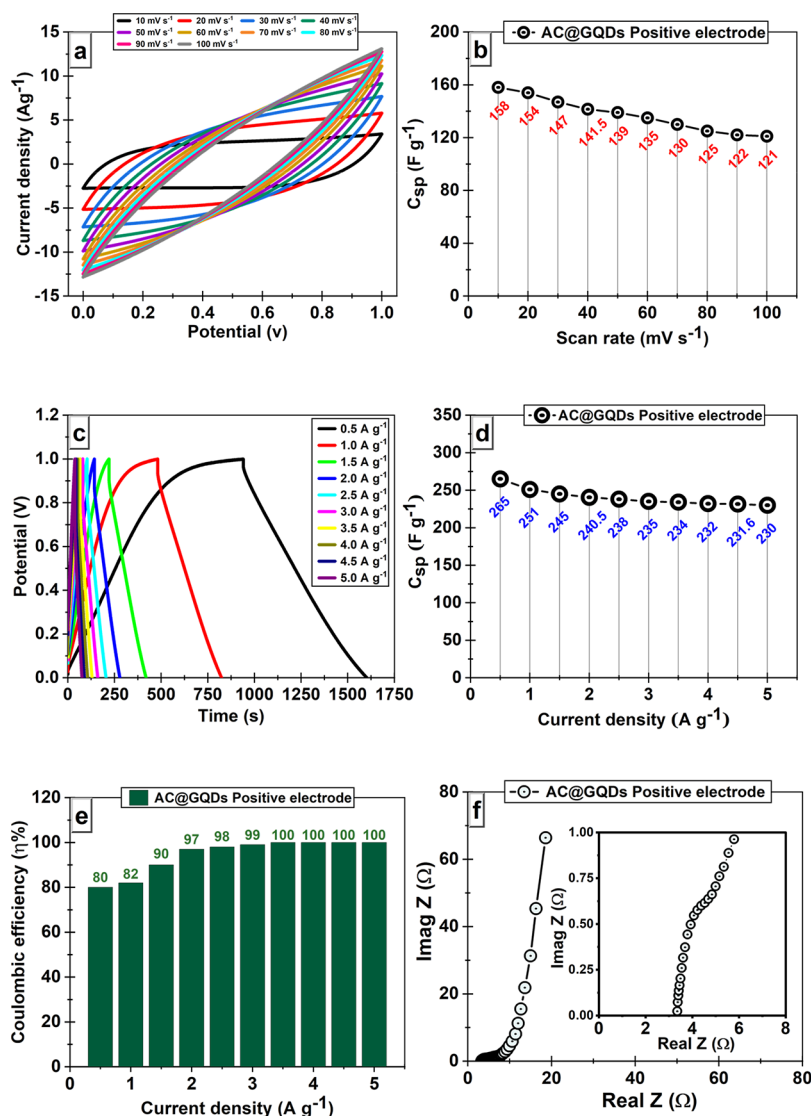 10 mV s⁻¹ 20 mV s⁻¹ 30 mV s⁻¹ 40 mV s⁻¹
50 mV s⁻¹ 60 mV s⁻¹ 70 mV s⁻¹ 80 mV s⁻¹
90 mV s⁻¹ 100 mV s⁻¹
a
Current density (Ag⁻¹)
15
10
5
0
-5
-10
-15
0.0 0.2 0.4 0.6 0.8 1.0
Potential (v)
b
AC@GQDs Positive electrode
Csp (F g⁻¹)
200
160
120
80
40
0
158 154 147 141.5 139 135 130 125 122 121
0 20 40 60 80 100
Scan rate (mV s⁻¹)
c
Potential (V)
1.2
1.0
0.8
0.6
0.4
0.2
0.0
0.5 A g⁻¹
1.0 A g⁻¹
1.5 A g⁻¹
2.0 A g⁻¹
2.5 A g⁻¹
3.0 A g⁻¹
3.5 A g⁻¹
4.0 A g⁻¹
4.5 A g⁻¹
5.0 A g⁻¹
0 250 500 750 1000 1250 1500 1750
Time (s)
d
AC@GQDs Positive electrode
Csp (F g⁻¹)
350
300
250
200
150
100
50
0
265 251 245 240.5 238 235 234 232 231.6 230
0 1 2 3 4 5
Current density (A g⁻¹)
e
AC@GQDs Positive electrode
Coulombic efficiency (η%)
120
100
80
60
40
20
0
80 82 90 97 98 99 100 100 100 100
0 1 2 3 4 5
Current density (A g⁻¹)
f
AC@GQDs Positive electrode
Imag Z (Ω)
80
60
40
20
0
Imag Z (Ω)
1.00
0.75
0.50
0.25
0.00
0 2 4 6 8
Real Z (Ω)
0 20 40 60 80
Real Z (Ω)